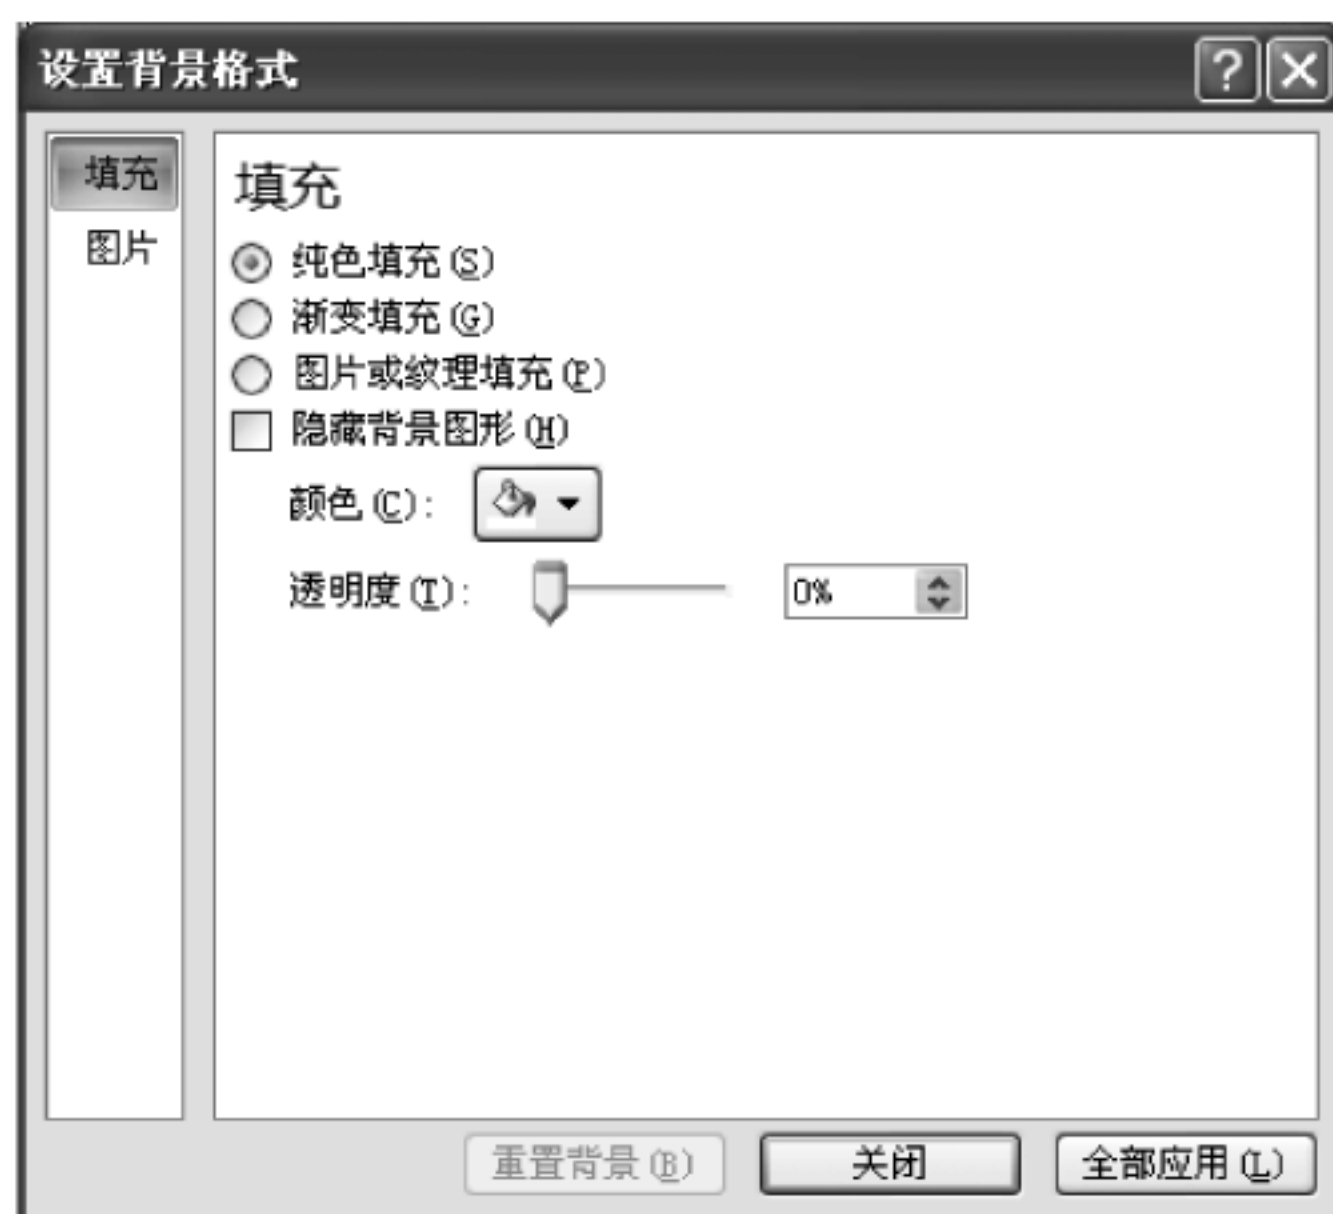 设置背景格式
填充
图片
填充
纯色填充(S)
渐变填充(G)
图片或纹理填充(P)
隐藏背景图形(H)
颜色(C):
透明度(T):
0%
重置背景(B)
关闭
全部应用(L)